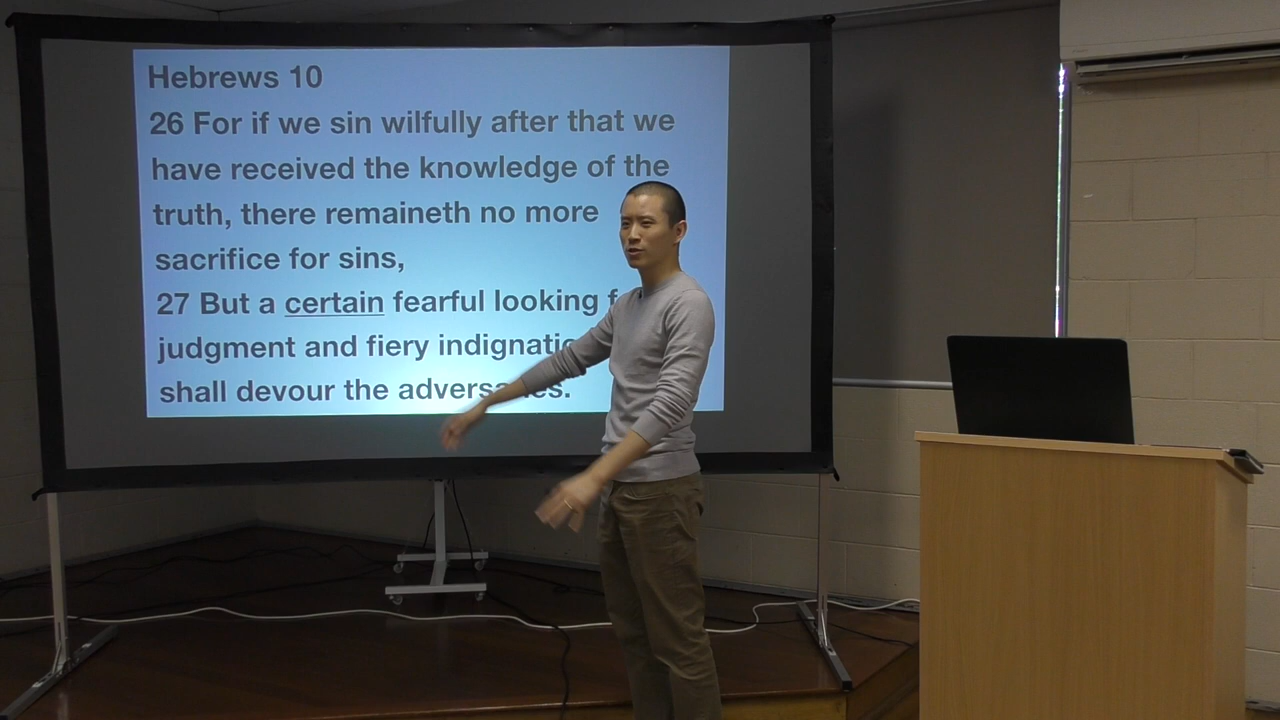 Hebrews 10
26 For if we sin wilfully after that we
have received the knowledge of the
truth, there remaineth no more
sacrifice for sins,
27 But a certain fearful looking
judgment and fiery
shall devour the